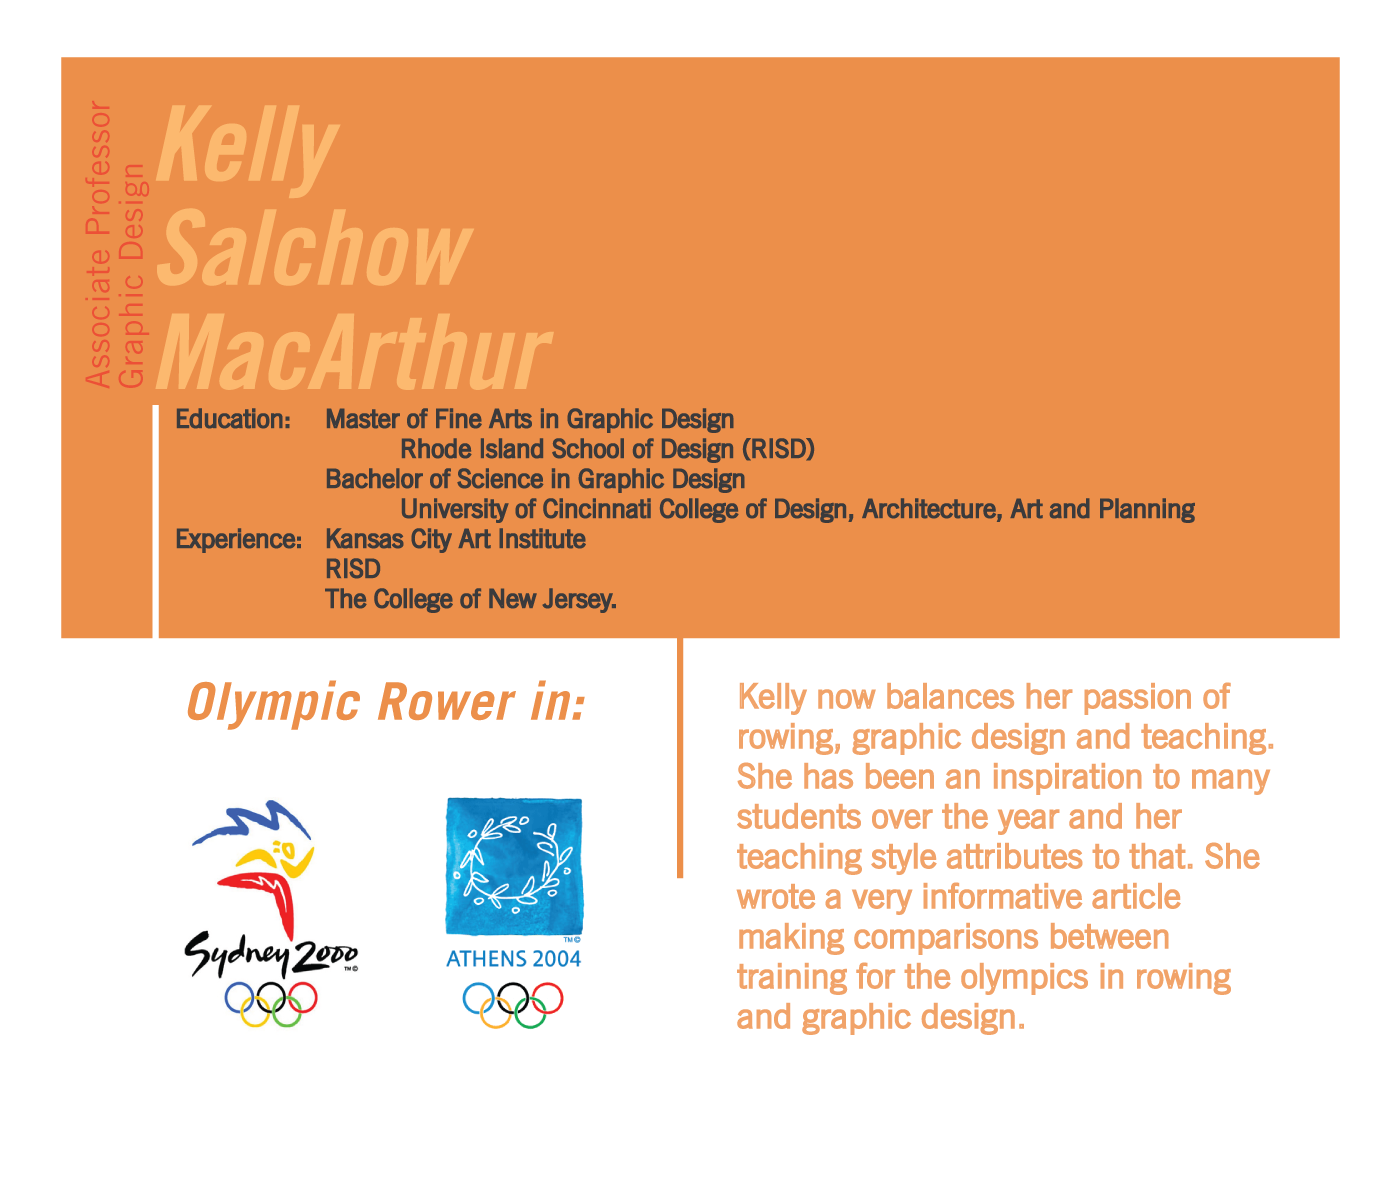 Associate Professor
Graphic Design
Kelly
Salchow
MacArthur
Education: Master of Fine Arts in Graphic Design
Rhode Island School of Design (RISD)
Bachelor of Science in Graphic Design
University of Cincinnati College of Design, Architecture, Art and Planning
Experience: Kansas City Art Institute
RISD
The College of New Jersey.
Olympic Rower in:
Sydney 2000
TM ©
TM ©
ATHENS 2004
Kelly now balances her passion of
rowing, graphic design and teaching.
She has been an inspiration to many
students over the year and her
teaching style attributes to that. She
wrote a very informative article
making comparisons between
training for the olympics in rowing
and graphic design.